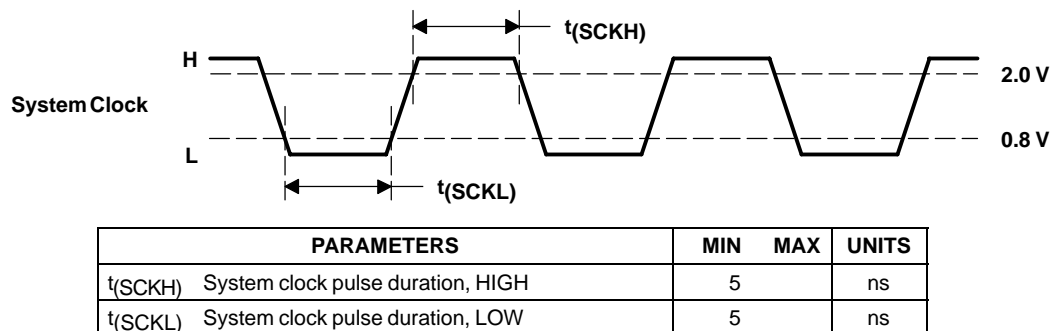 t(SCKH)
H
2.0 V
System Clock
0.8 V
L
t(SCKL)
PARAMETERS MIN MAX UNITS
t(SCKH) System clock pulse duration, HIGH 5 ns
t(SCKL) System clock pulse duration, LOW 5 ns